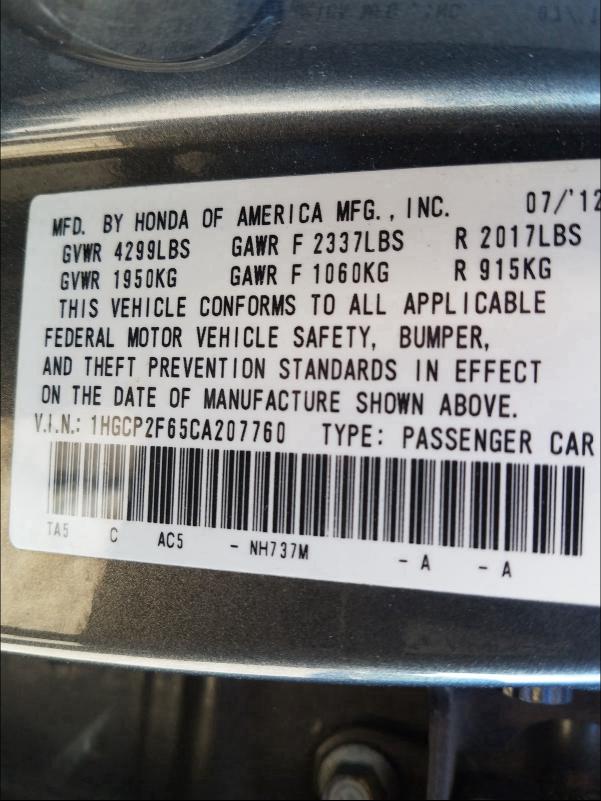 MFD. BY HONDA OF AMERICA MFG., INC. 07/'12
GVWR 4299LBS GAWR F 2337LBS R 2017LBS
GVWR 1950KG GAWR F 1060KG R 915KG
THIS VEHICLE CONFORMS TO ALL APPLICABLE
FEDERAL MOTOR VEHICLE SAFETY, BUMPER,
AND THEFT PREVENTION STANDARDS IN EFFECT
ON THE DATE OF MANUFACTURE SHOWN ABOVE.
V.I.N.: 1HGCP2F65CA207760 TYPE: PASSENGER CAR
TA5 C AC5 - NH737M - A - A